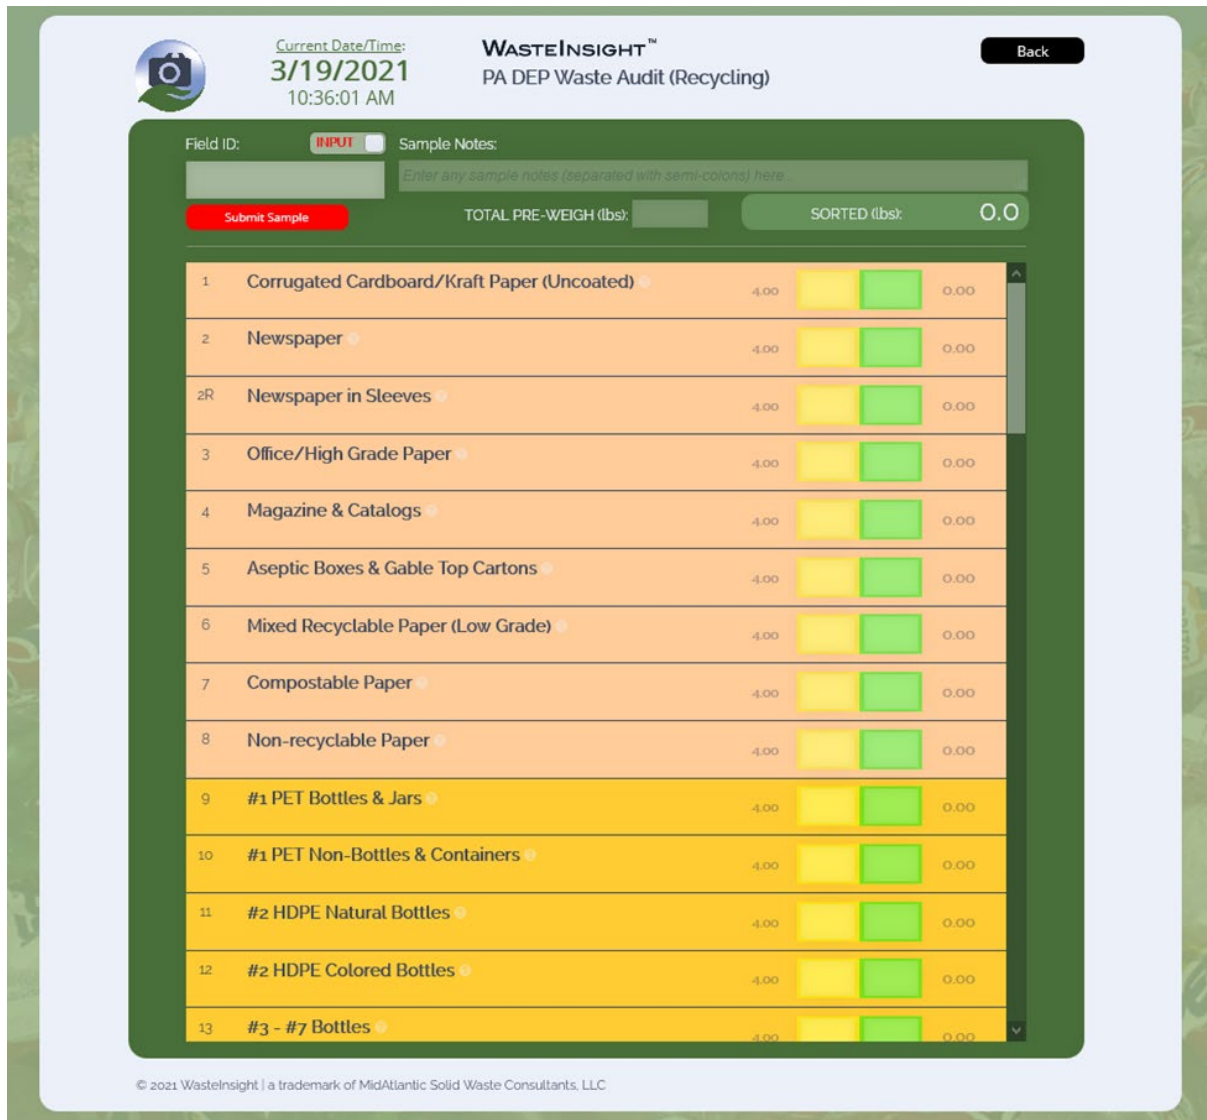 Current Date/Time:
3/19/2021
10:36:01 AM
WASTEINSIGHT™
PA DEP Waste Audit (Recycling)
Back
Field ID:
INPUT
Sample Notes:
Enter any sample notes (separated with semi-colons) here...
Submit Sample
TOTAL PRE-WEIGH (lbs):
SORTED (lbs):
0.0
1 Corrugated Cardboard/Kraft Paper (Uncoated) 4.00 0.00
2 Newspaper 4.00 0.00
2R Newspaper in Sleeves 4.00 0.00
3 Office/High Grade Paper 4.00 0.00
4 Magazine & Catalogs 4.00 0.00
5 Aseptic Boxes & Gable Top Cartons 4.00 0.00
6 Mixed Recyclable Paper (Low Grade) 4.00 0.00
7 Compostable Paper 4.00 0.00
8 Non-recyclable Paper 4.00 0.00
9 #1 PET Bottles & Jars 4.00 0.00
10 #1 PET Non-Bottles & Containers 4.00 0.00
11 #2 HDPE Natural Bottles 4.00 0.00
12 #2 HDPE Colored Bottles 4.00 0.00
13 #3 - #7 Bottles 4.00 0.00
© 2021 WasteInsight | a trademark of MidAtlantic Solid Waste Consultants, LLC